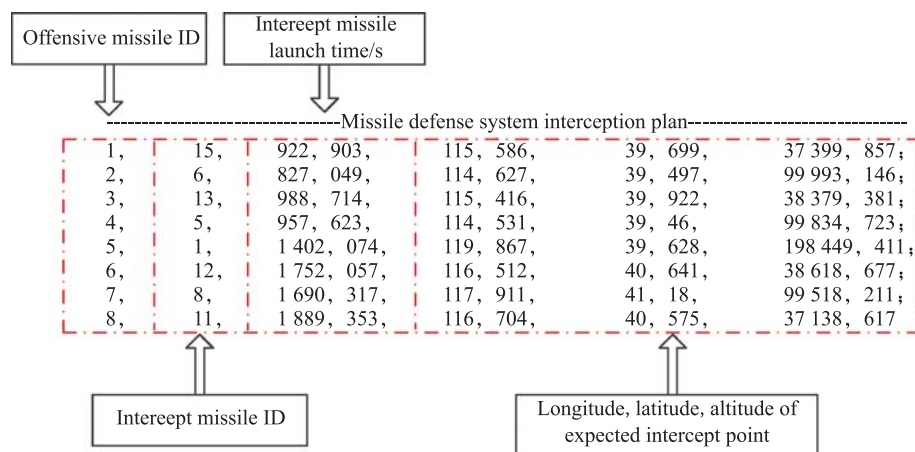 Offensive missile ID
Intereept missile
launch time/s
--------------------Missile defense system interception plan--------------------
1, 15, 922, 903, 115, 586, 39, 699, 37 399, 857;
2, 6, 827, 049, 114, 627, 39, 497, 99 993, 146;
3, 13, 988, 714, 115, 416, 39, 922, 38 379, 381;
4, 5, 957, 623, 114, 531, 39, 46, 99 834, 723;
5, 1, 1 402, 074, 119, 867, 39, 628, 198 449, 411;
6, 12, 1 752, 057, 116, 512, 40, 641, 38 618, 677;
7, 8, 1 690, 317, 117, 911, 41, 18, 99 518, 211;
8, 11, 1 889, 353, 116, 704, 40, 575, 37 138, 617
Intereept missile ID
Longitude, latitude, altitude of
expected intercept point